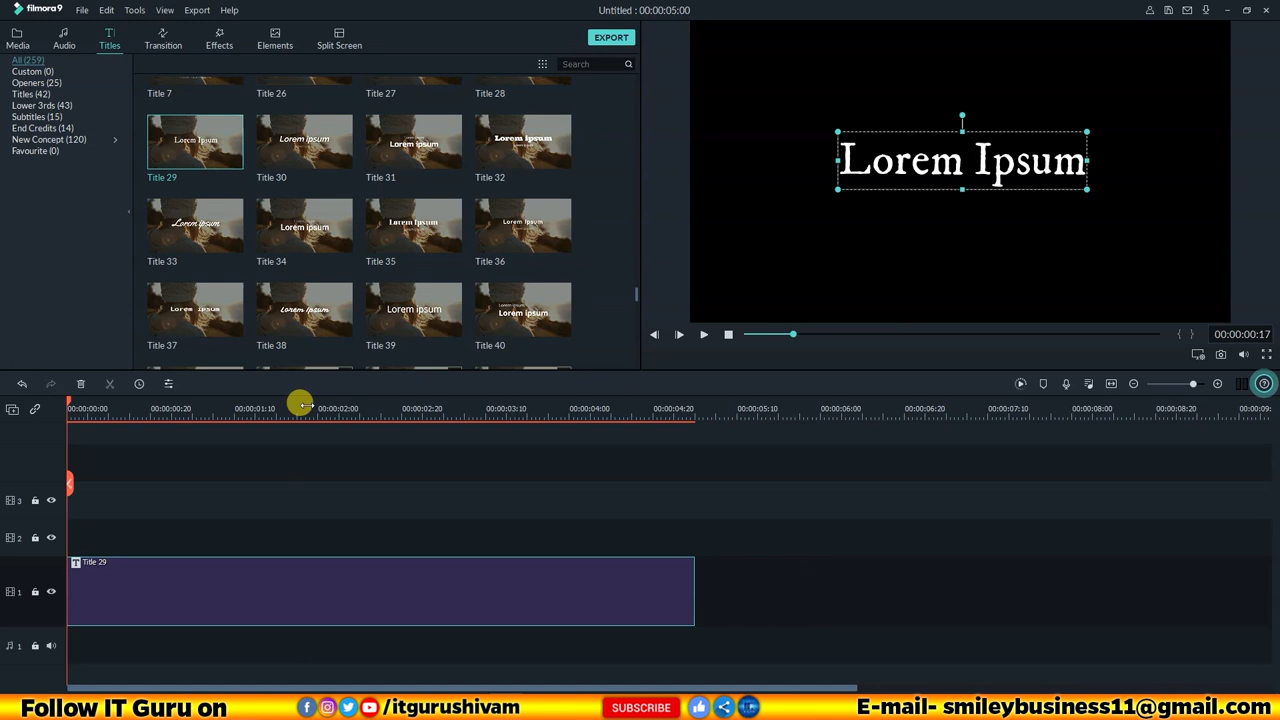 filmora9 File Edit Tools View Export Help Untitled : 00:00:05:00
Media Audio Titles Transition Effects Elements Split Screen EXPORT
All (259) Search
Custom (0)
Openers (25)
Titles (42)
Lower 3rds (43)
Subtitles (15)
End Credits (14)
New Concept (120)
Favourite (0)
Title 7 Title 26 Title 27 Title 28
Lorem Ipsum Lorem Ipsum Lorem Ipsum Lorem Ipsum
Title 29 Title 30 Title 31 Title 32
Lorem Ipsum Lorem Ipsum Lorem Ipsum Lorem Ipsum
Title 33 Title 34 Title 35 Title 36
Lorem Ipsum Lorem Ipsum Lorem Ipsum Lorem Ipsum
Title 37 Title 38 Title 39 Title 40
Lorem Ipsum
00:00:00:17
00:00:00:00 00:00:00:20 00:00:01:10 00:00:02:00 00:00:02:20 00:00:03:10 00:00:04:00 00:00:04:20 00:00:05:10 00:00:06:00 00:00:06:20 00:00:07:10 00:00:08:00 00:00:08:20 00:00:09:
3
2
T Title 29
1
1
Follow IT Guru on /itgurushivam SUBSCRIBE E-mail- smileybusiness11@gmail.com